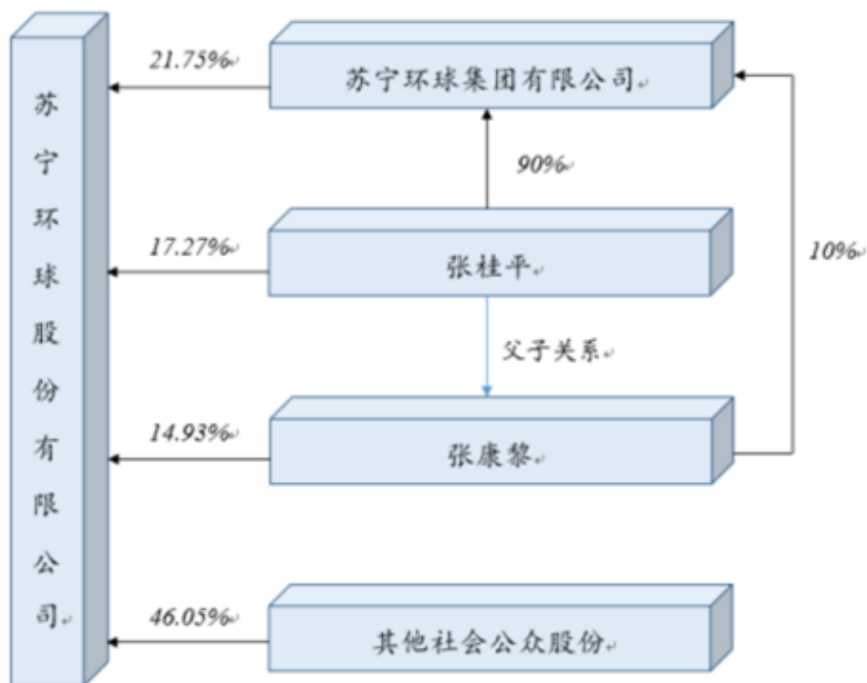 苏宁环球股份有限公司
21.75%
苏宁环球集团有限公司
90%
17.27%
张桂平
10%
父子关系
14.93%
张康黎
46.05%
其他社会公众股份